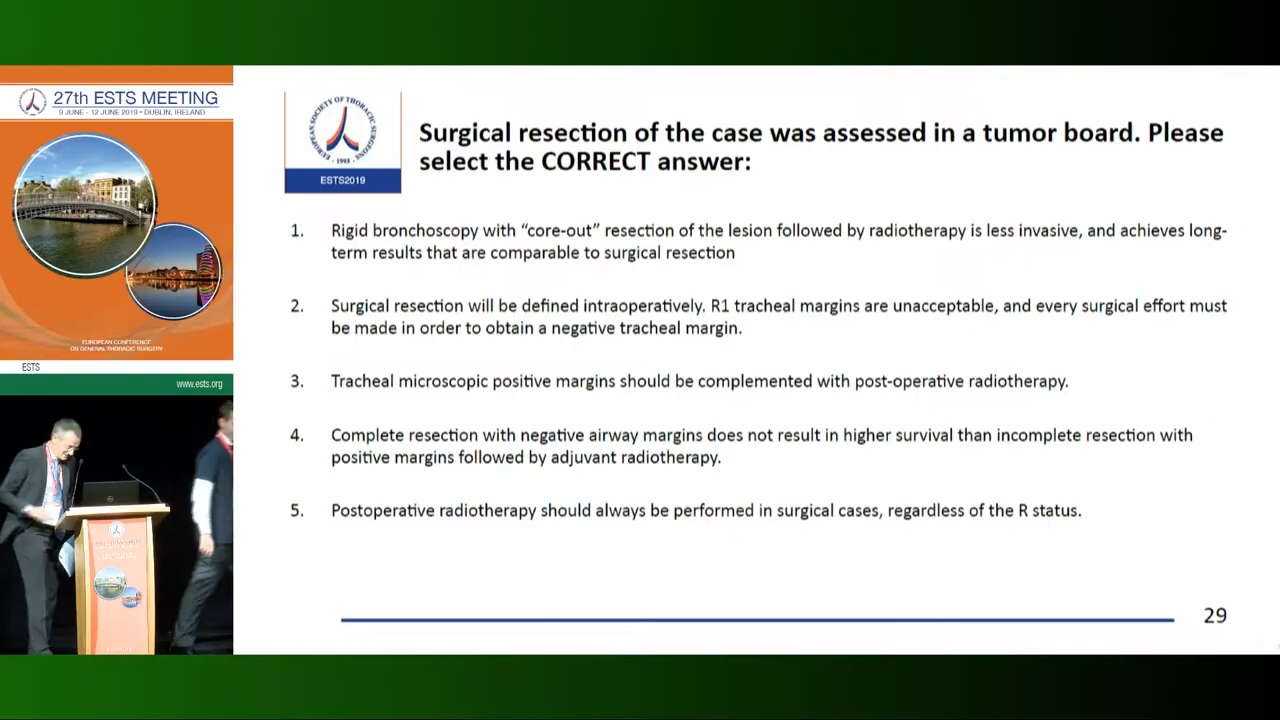 27th ESTS MEETING
9 JUNE - 12 JUNE 2019 • DUBLIN, IRELAND
EUROPEAN CONFERENCE
ON GENERAL THORACIC SURGERY
ESTS
www.ests.org
EUROPEAN SOCIETY OF THORACIC SURGEONS
· 1993 ·
ESTS2019
Surgical resection of the case was assessed in a tumor board. Please
select the CORRECT answer:
1. Rigid bronchoscopy with “core-out” resection of the lesion followed by radiotherapy is less invasive, and achieves long-
term results that are comparable to surgical resection
2. Surgical resection will be defined intraoperatively. R1 tracheal margins are unacceptable, and every surgical effort must
be made in order to obtain a negative tracheal margin.
3. Tracheal microscopic positive margins should be complemented with post-operative radiotherapy.
4. Complete resection with negative airway margins does not result in higher survival than incomplete resection with
positive margins followed by adjuvant radiotherapy.
5. Postoperative radiotherapy should always be performed in surgical cases, regardless of the R status.
29